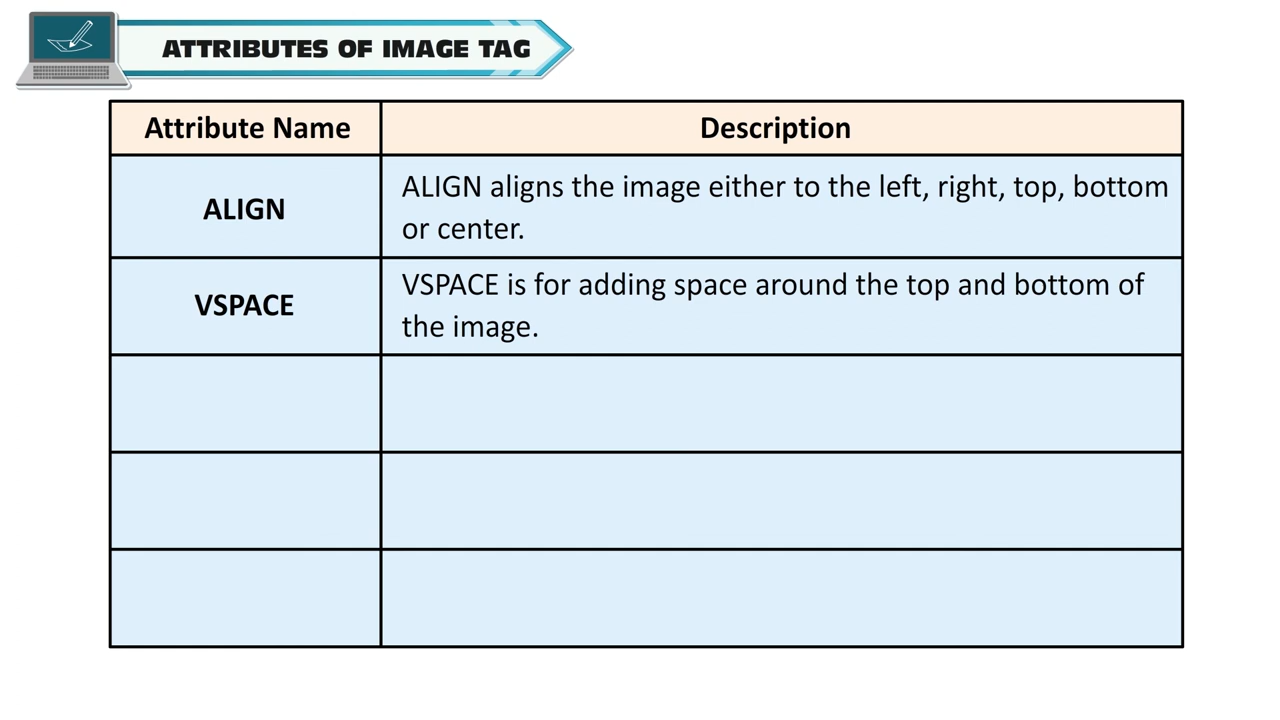 ATTRIBUTES OF IMAGE TAG
Attribute Name
Description
ALIGN
ALIGN aligns the image either to the left, right, top, bottom
or center.
VSPACE
VSPACE is for adding space around the top and bottom of
the image.